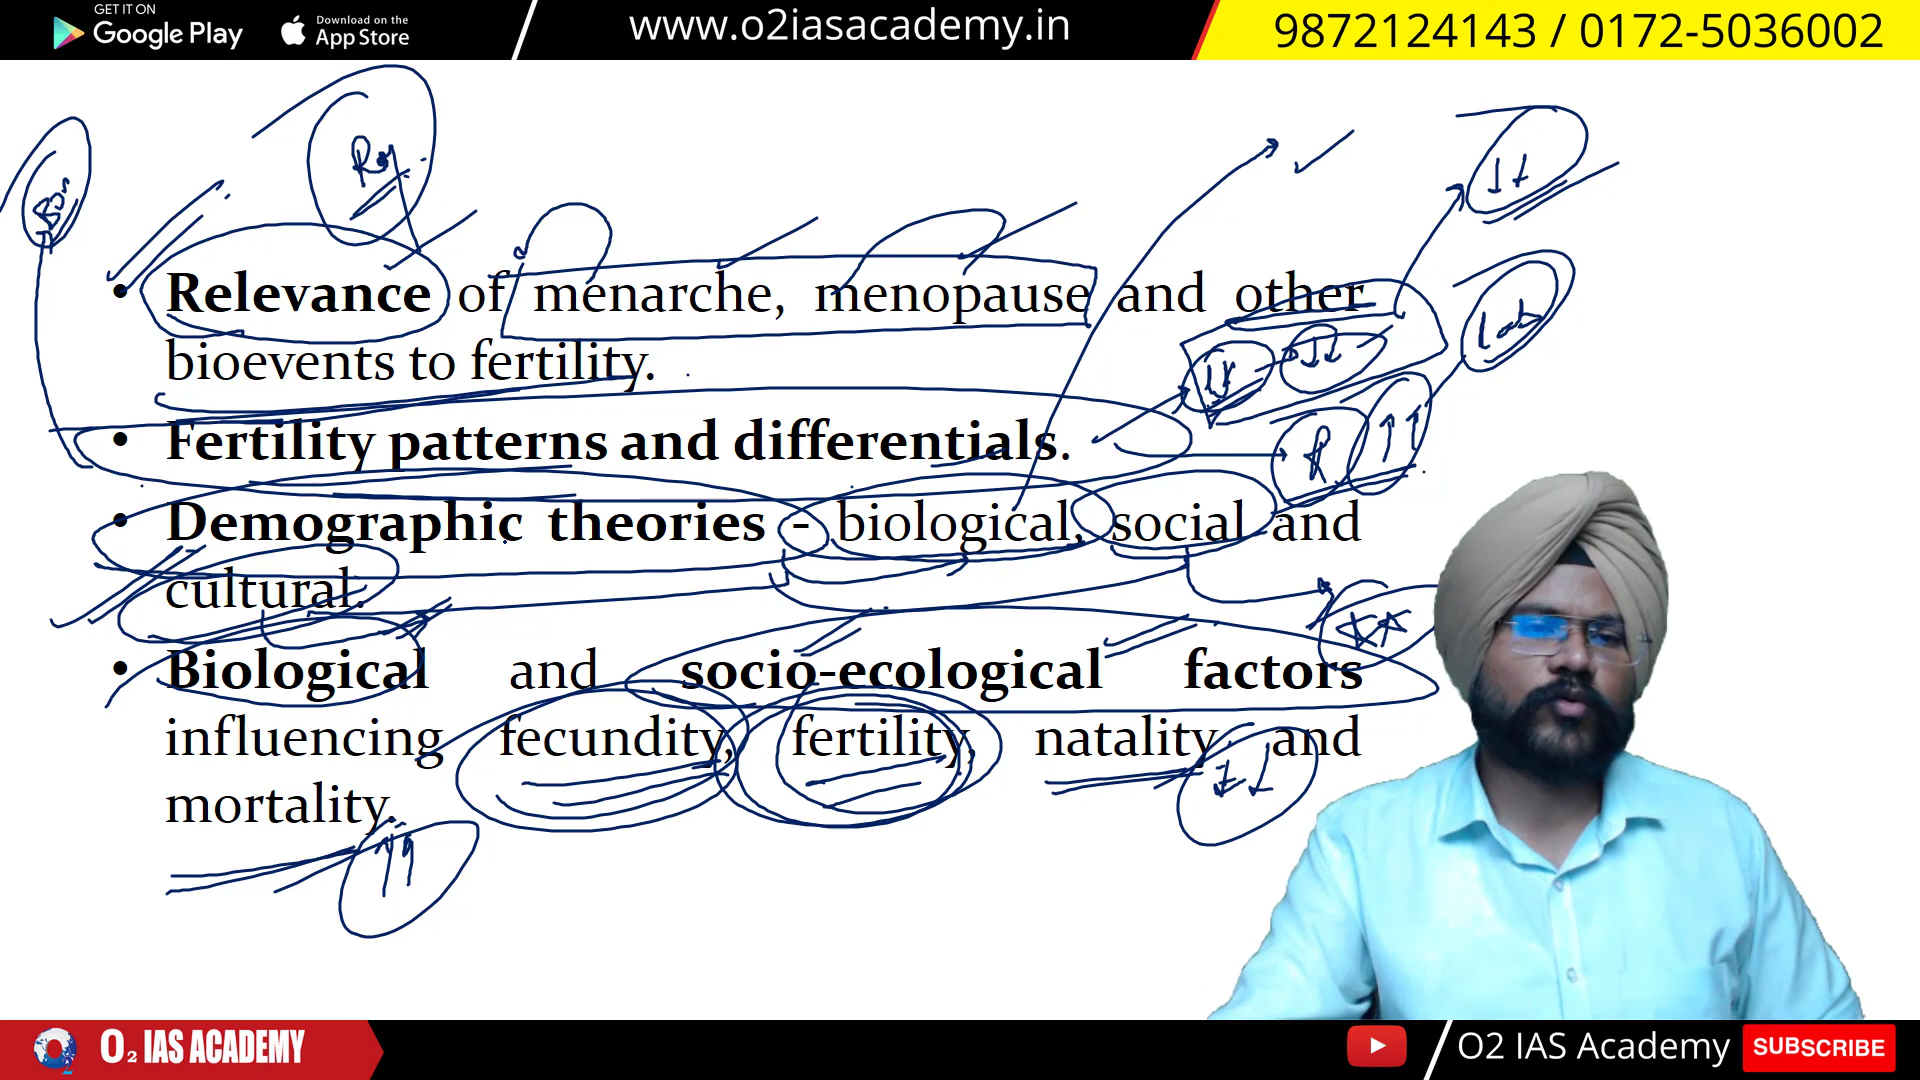 GET IT ON
Google Play
Download on the
App Store
www.o2iasacademy.in
9872124143 / 0172-5036002
• Relevance of menarche, menopause and other
bioevents to fertility.
• Fertility patterns and differentials.
• Demographic theories - biological, social and
cultural.
• Biological and socio-ecological factors
influencing fecundity, fertility, natality and
mortality.
O2 IAS ACADEMY
O2 IAS Academy
SUBSCRIBE